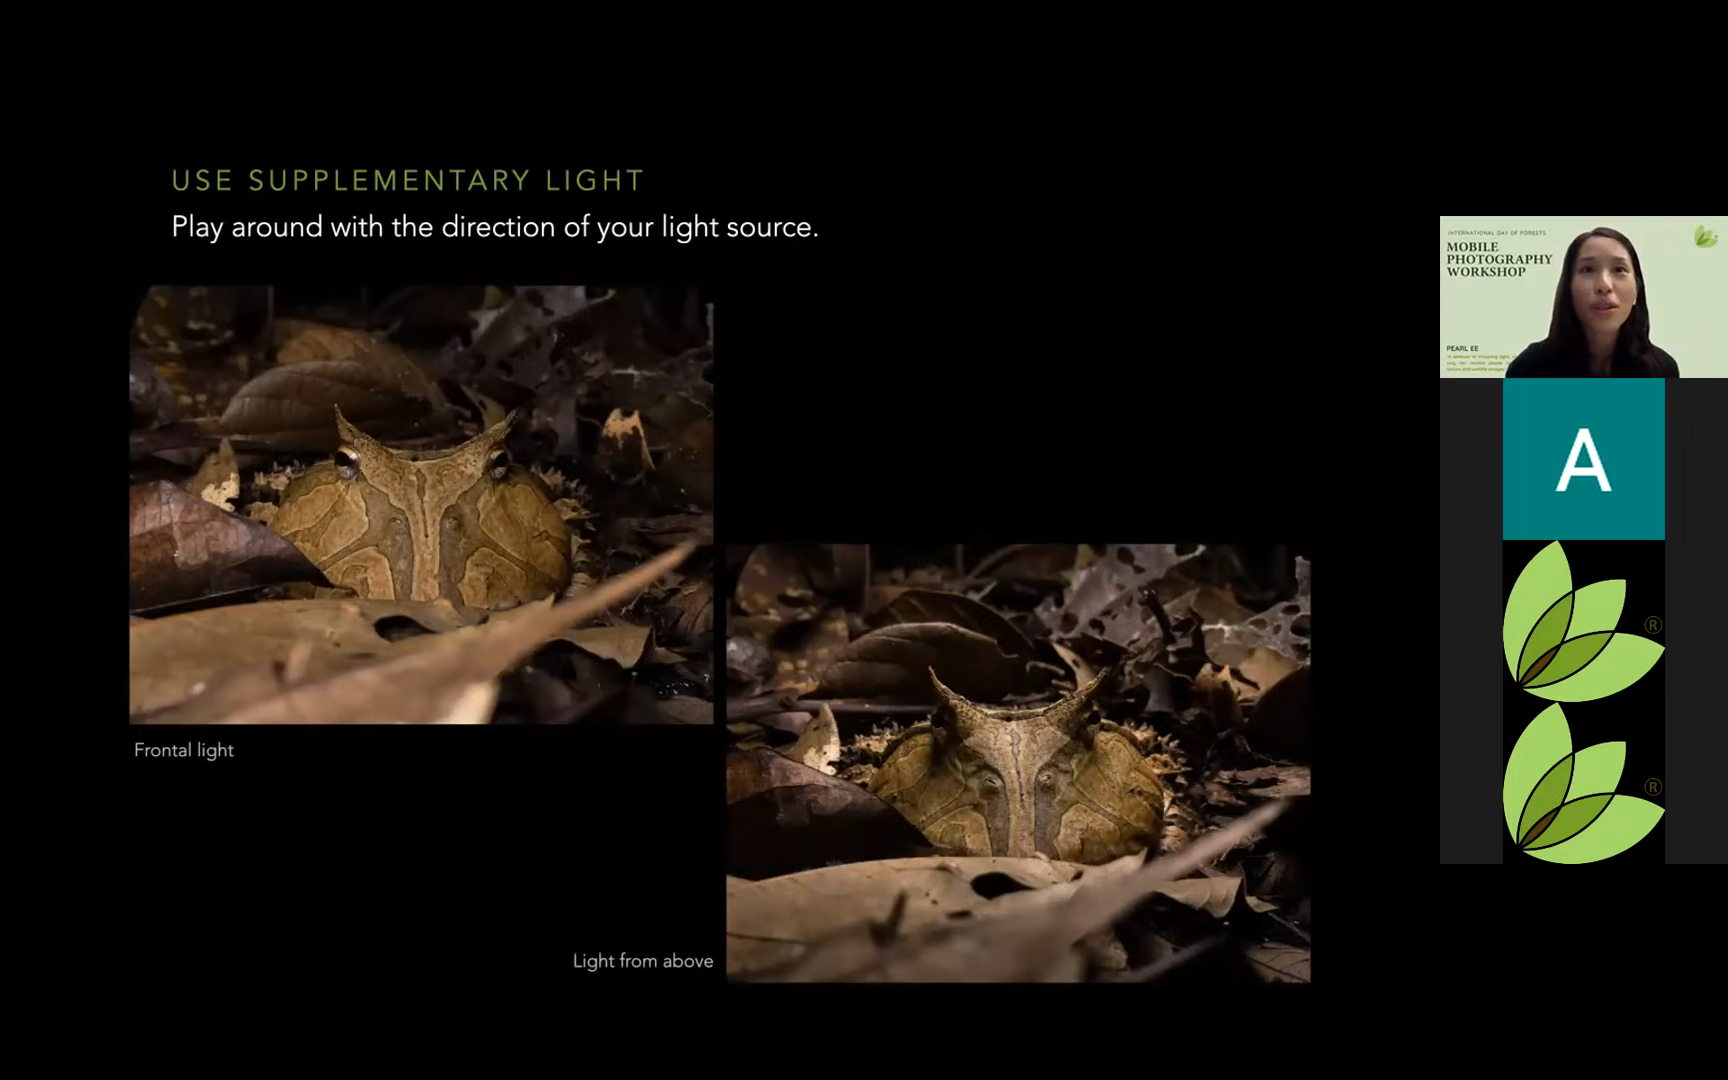 USE SUPPLEMENTARY LIGHT
Play around with the direction of your light source.
Frontal light
Light from above
INTERNATIONAL DAY OF FORESTS
MOBILE
PHOTOGRAPHY
WORKSHOP
PEARL EE
A
®
®